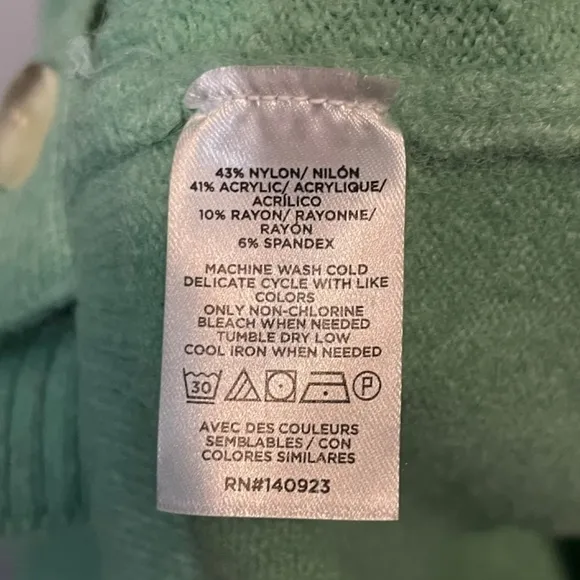 43% NYLON/ NILÓN
41% ACRYLIC/ ACRYLIQUE/
ACRÍLICO
10% RAYON/ RAYONNE/
RAYÓN
6% SPANDEX
MACHINE WASH COLD
DELICATE CYCLE WITH LIKE
COLORS
ONLY NON-CHLORINE
BLEACH WHEN NEEDED
TUMBLE DRY LOW
COOL IRON WHEN NEEDED
30 P
AVEC DES COULEURS
SEMBLABLES / CON
COLORES SIMILARES
RN#140923